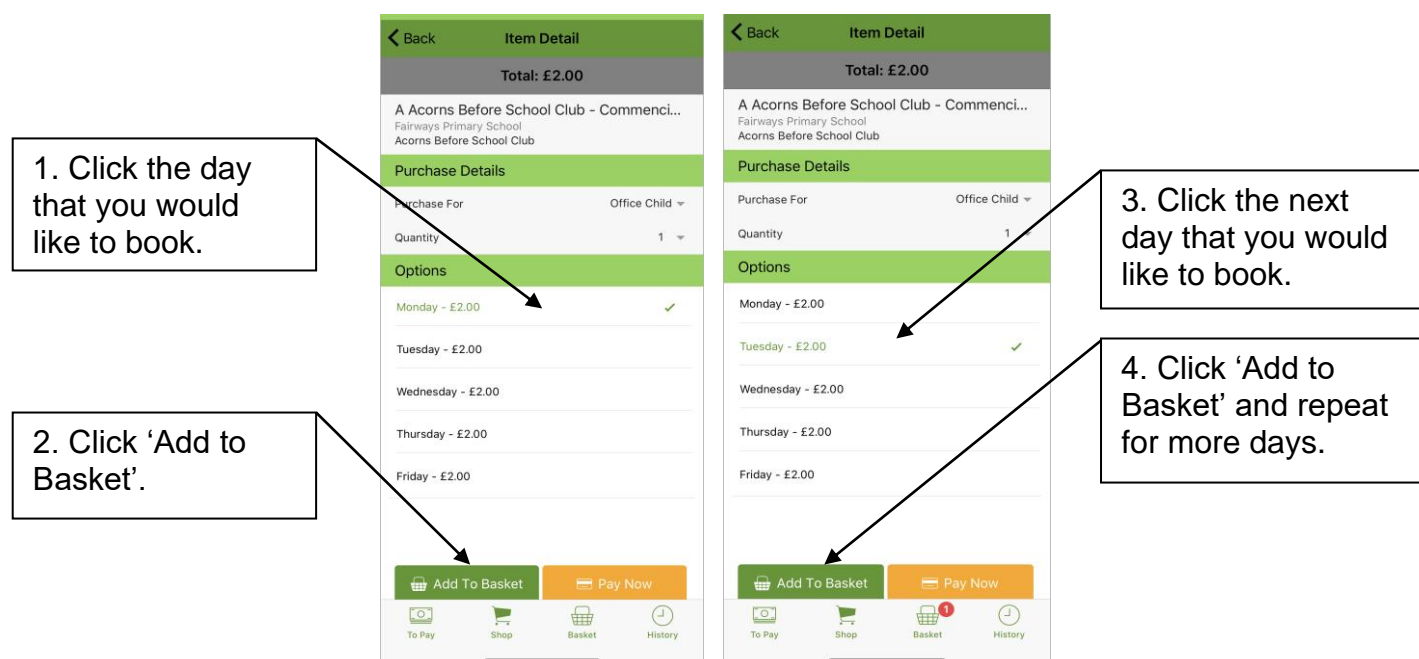 1. Click the day
that you would
like to book.
2. Click ‘Add to
Basket’.
Back Item Detail
Total: £2.00
A Acorns Before School Club - Commenci...
Fairways Primary School
Acorns Before School Club
Purchase Details
Purchase For Office Child
Quantity 1
Options
Monday - £2.00
Tuesday - £2.00
Wednesday - £2.00
Thursday - £2.00
Friday - £2.00
Add To Basket Pay Now
To Pay Shop Basket History
Back Item Detail
Total: £2.00
A Acorns Before School Club - Commenci...
Fairways Primary School
Acorns Before School Club
Purchase Details
Purchase For Office Child
Quantity 1
Options
Monday - £2.00
Tuesday - £2.00
Wednesday - £2.00
Thursday - £2.00
Friday - £2.00
Add To Basket Pay Now
1
To Pay Shop Basket History
3. Click the next
day that you would
like to book.
4. Click ‘Add to
Basket’ and repeat
for more days.